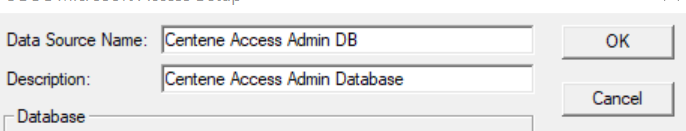 Data Source Name: Centene Access Admin DB OK
Description: Centene Access Admin Database
Cancel
Database